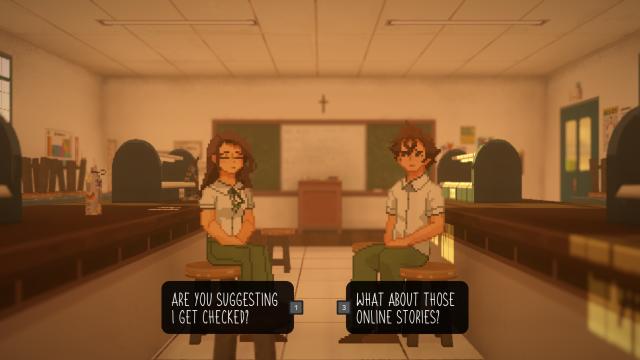 ARE YOU SUGGESTING
I GET CHECKED?
1
3
WHAT ABOUT THOSE
ONLINE STORIES?